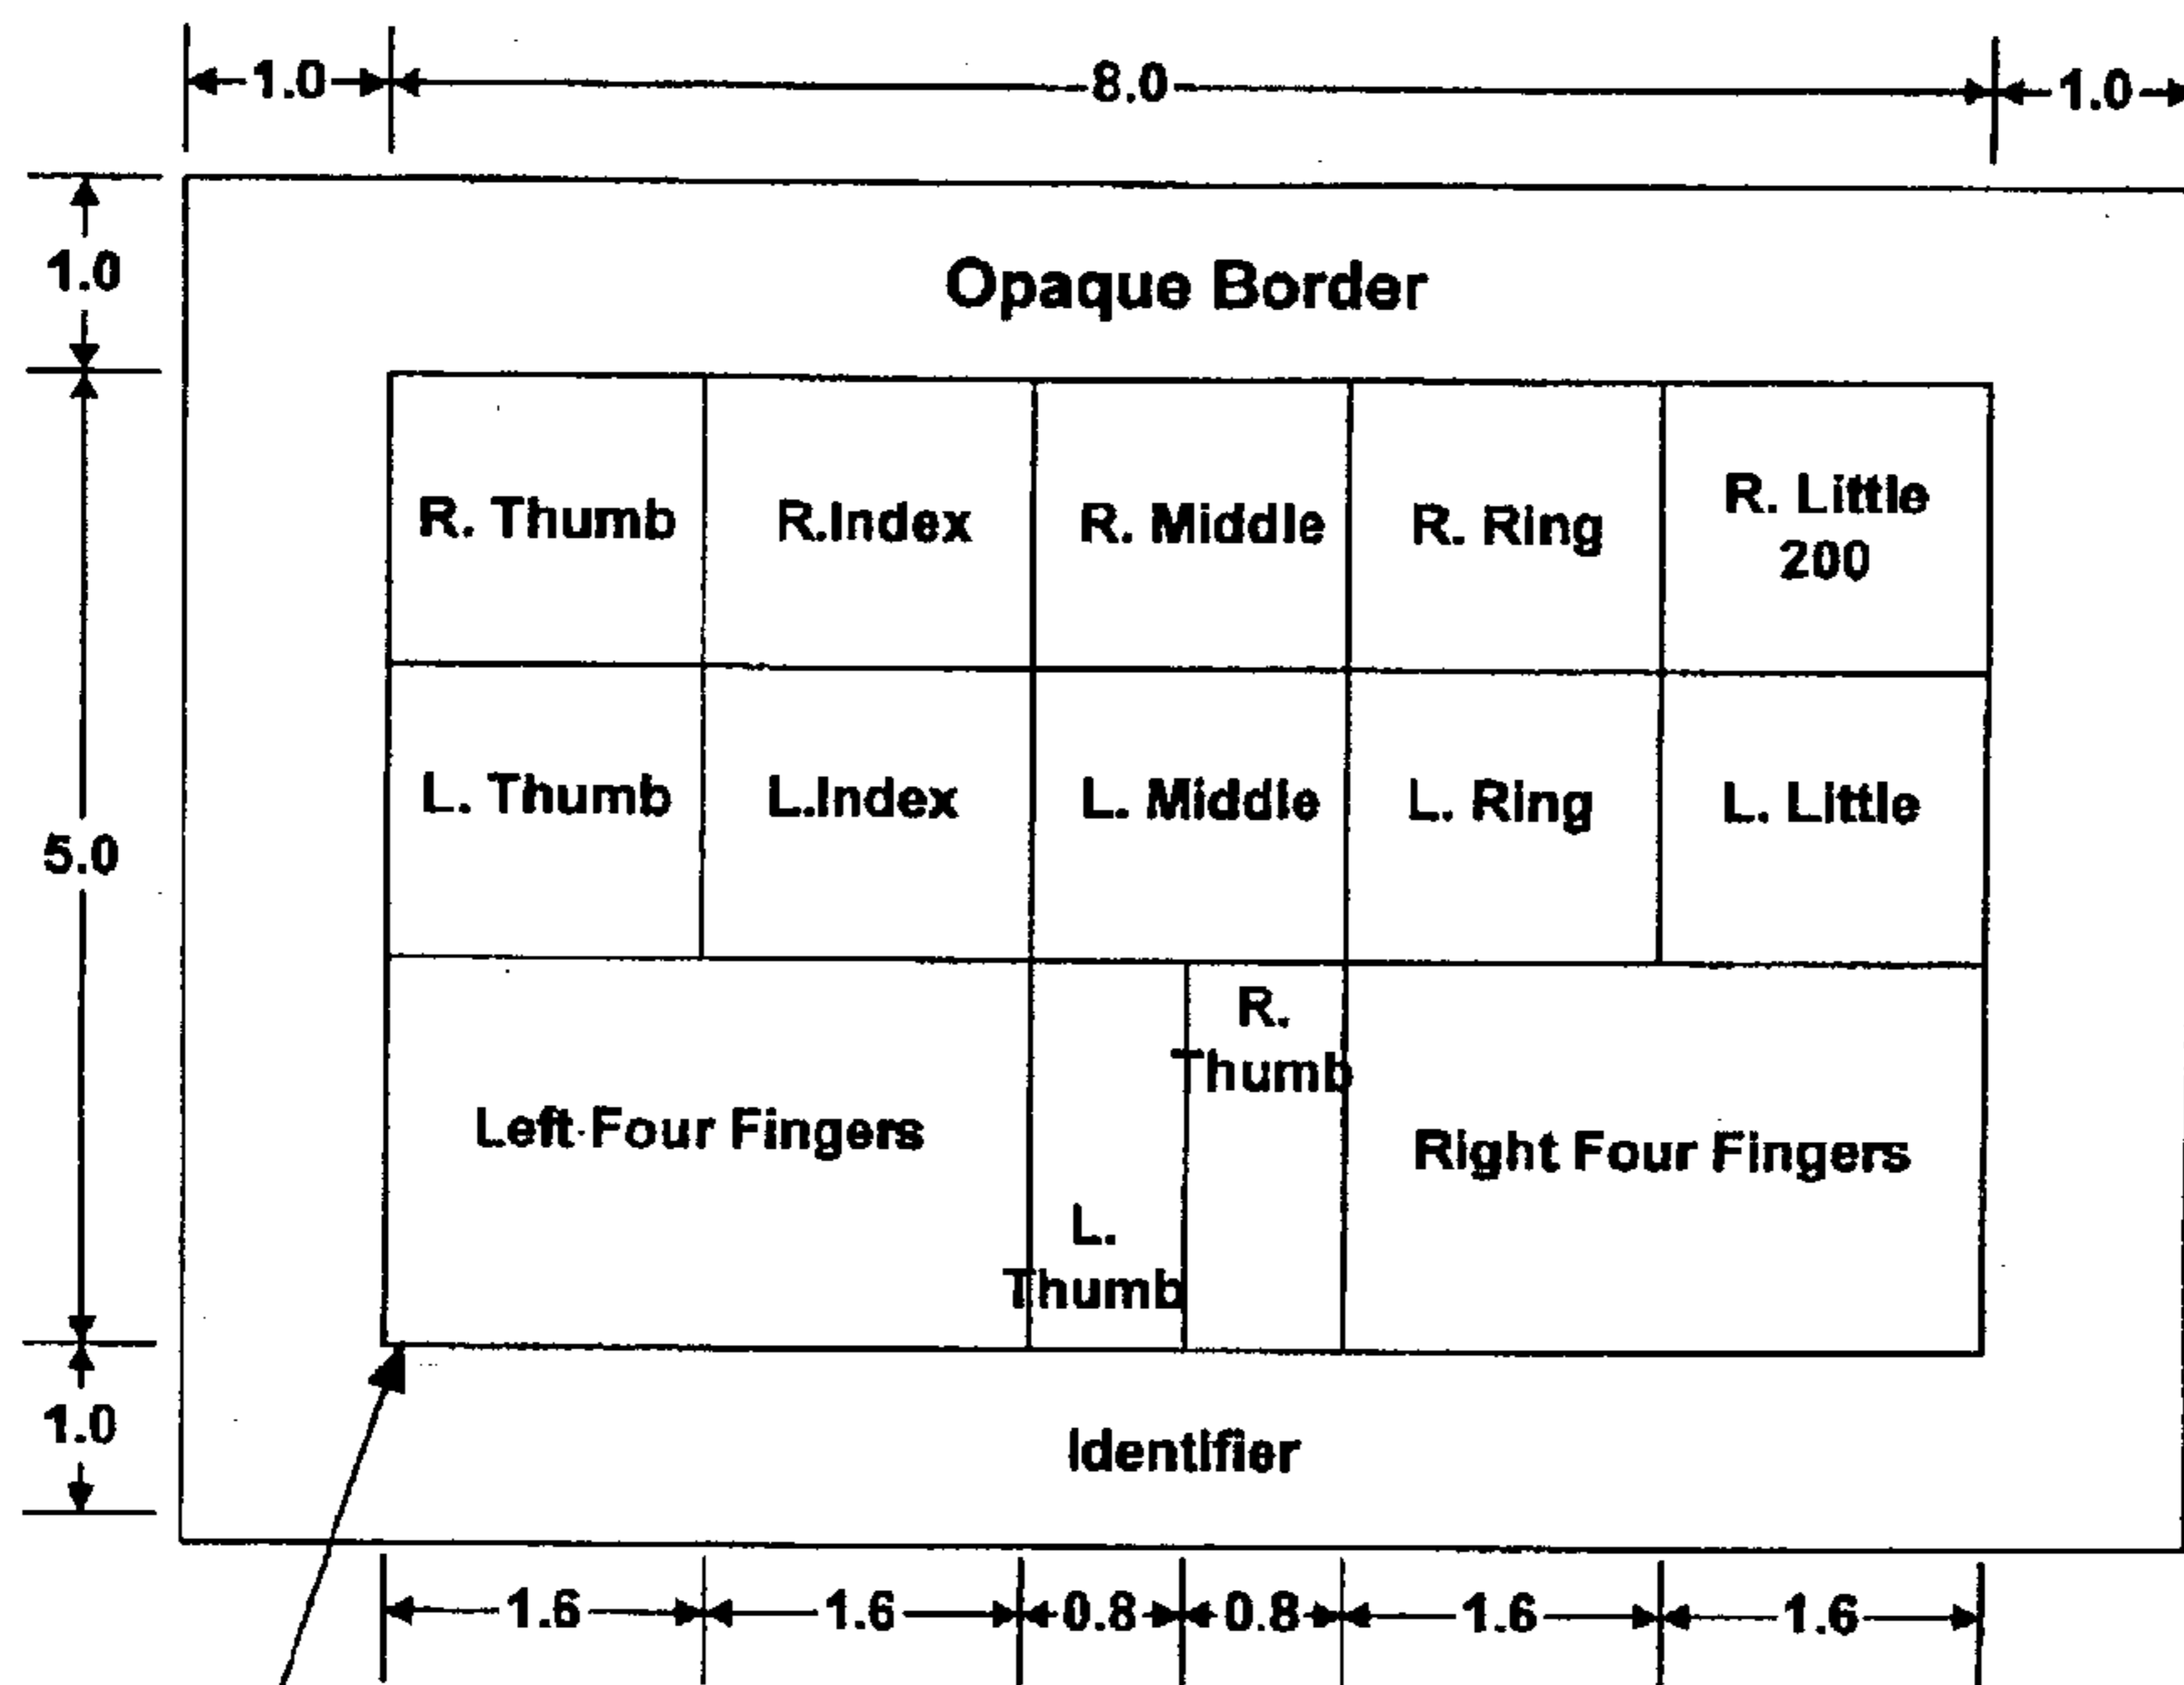 1.0 8.0 1.0
1.0
Opaque Border
R. Thumb R.Index R. Middle R. Ring R. Little
200
L. Thumb L.Index L. Middle L. Ring L. Little
5.0
R.
Thumb
Left Four Fingers
Right Four Fingers
L.
Thumb
1.0
Identifier
1.6 1.6 0.8 0.8 1.6 1.6